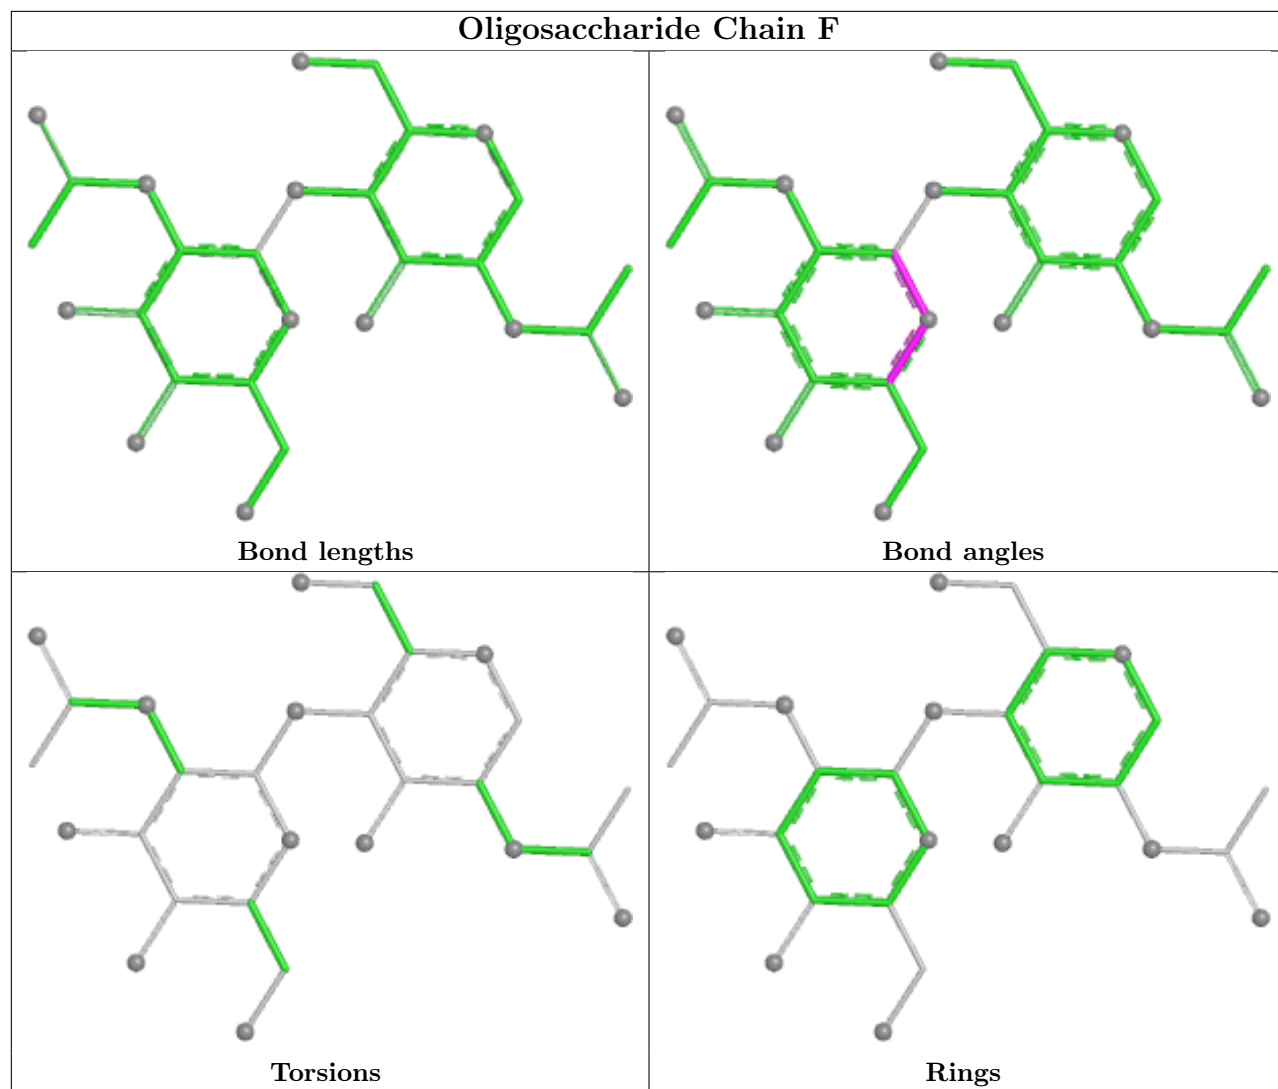 Oligosaccharide Chain F
Bond lengths
Bond angles
Torsions
Rings